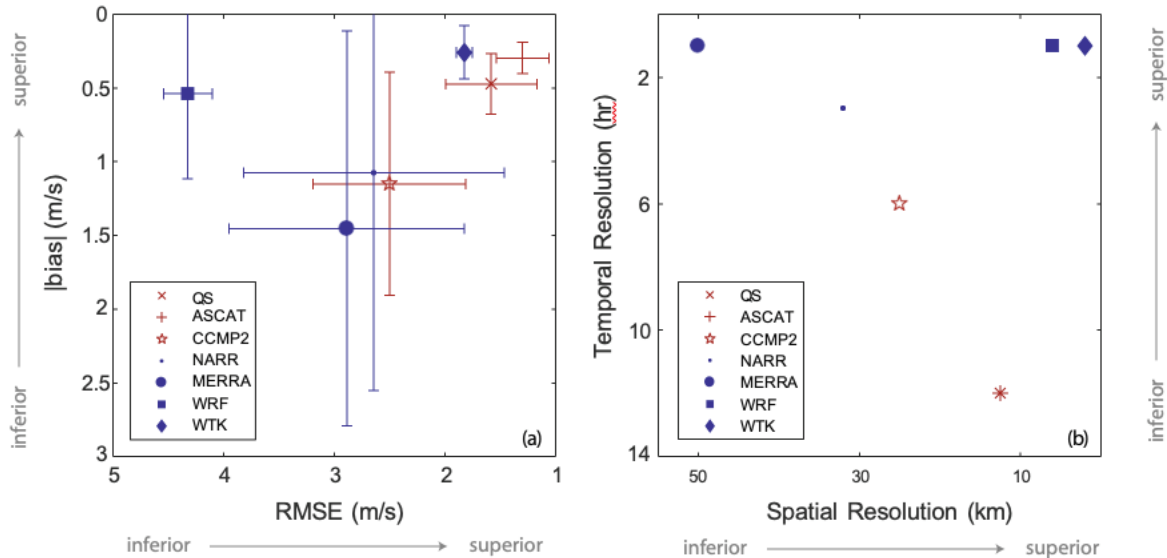 superior
inferior
|bias| (m/s)
0
0.5
1
1.5
2
2.5
3
QS
ASCAT
CCMP2
NARR
MERRA
WRF
WTK
(a)
5 4 3 2 1
RMSE (m/s)
inferior superior
Temporal Resolution (hr)
2
6
10
14
QS
ASCAT
CCMP2
NARR
MERRA
WRF
WTK
(b)
50 30 10
Spatial Resolution (km)
inferior superior
superior
inferior